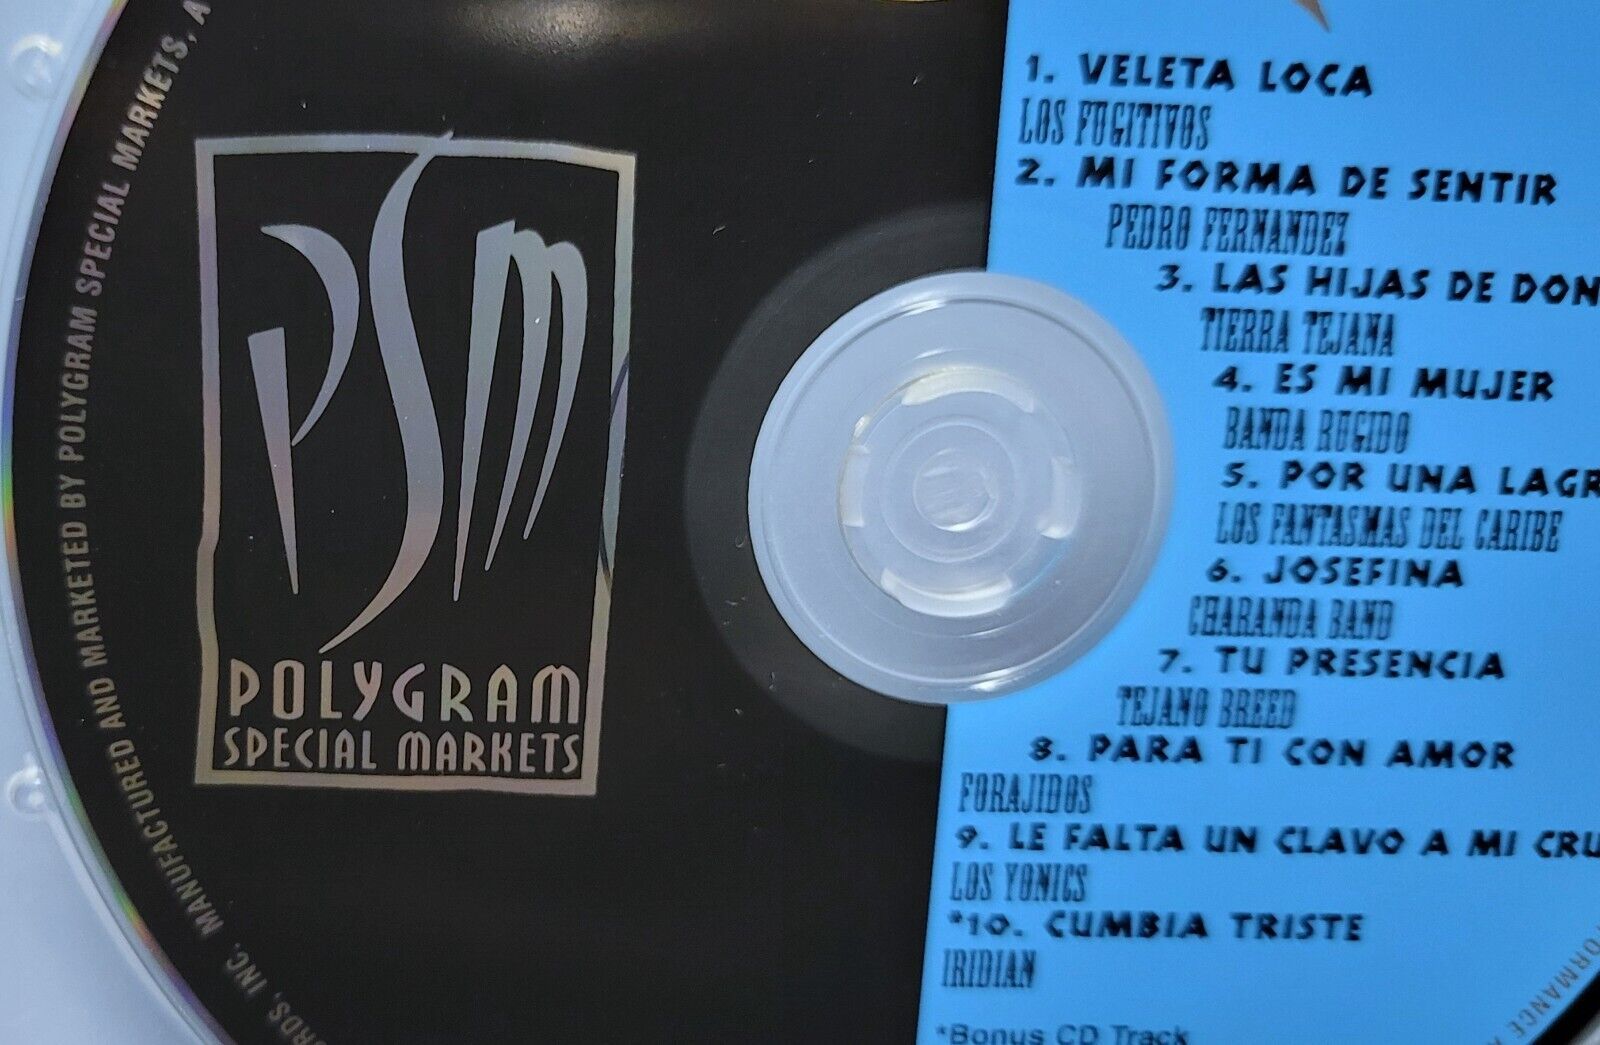 PSM
POLYGRAM
SPECIAL MARKETS
INC. MANUFACTURED AND MARKETED BY POLYGRAM SPECIAL MARKETS, A
1. VELETA LOCA
LOS FUGITIVOS
2. MI FORMA DE SENTIR
PEDRO FERNANDEZ
3. LAS HIJAS DE DON
TIERRA TEJANA
4. ES MI MUJER
BANDA RUGIDO
5. POR UNA LAGR
LOS FANTASMAS DEL CARIBE
6. JOSEFINA
CHARANDA BAND
7. TU PRESENCIA
TEJANO BREED
8. PARA TI CON AMOR
FORAJIDOS
9. LE FALTA UN CLAVO A MI CRU
LOS YONICS
*10. CUMBIA TRISTE
IRIDIAN
*Bonus CD Track